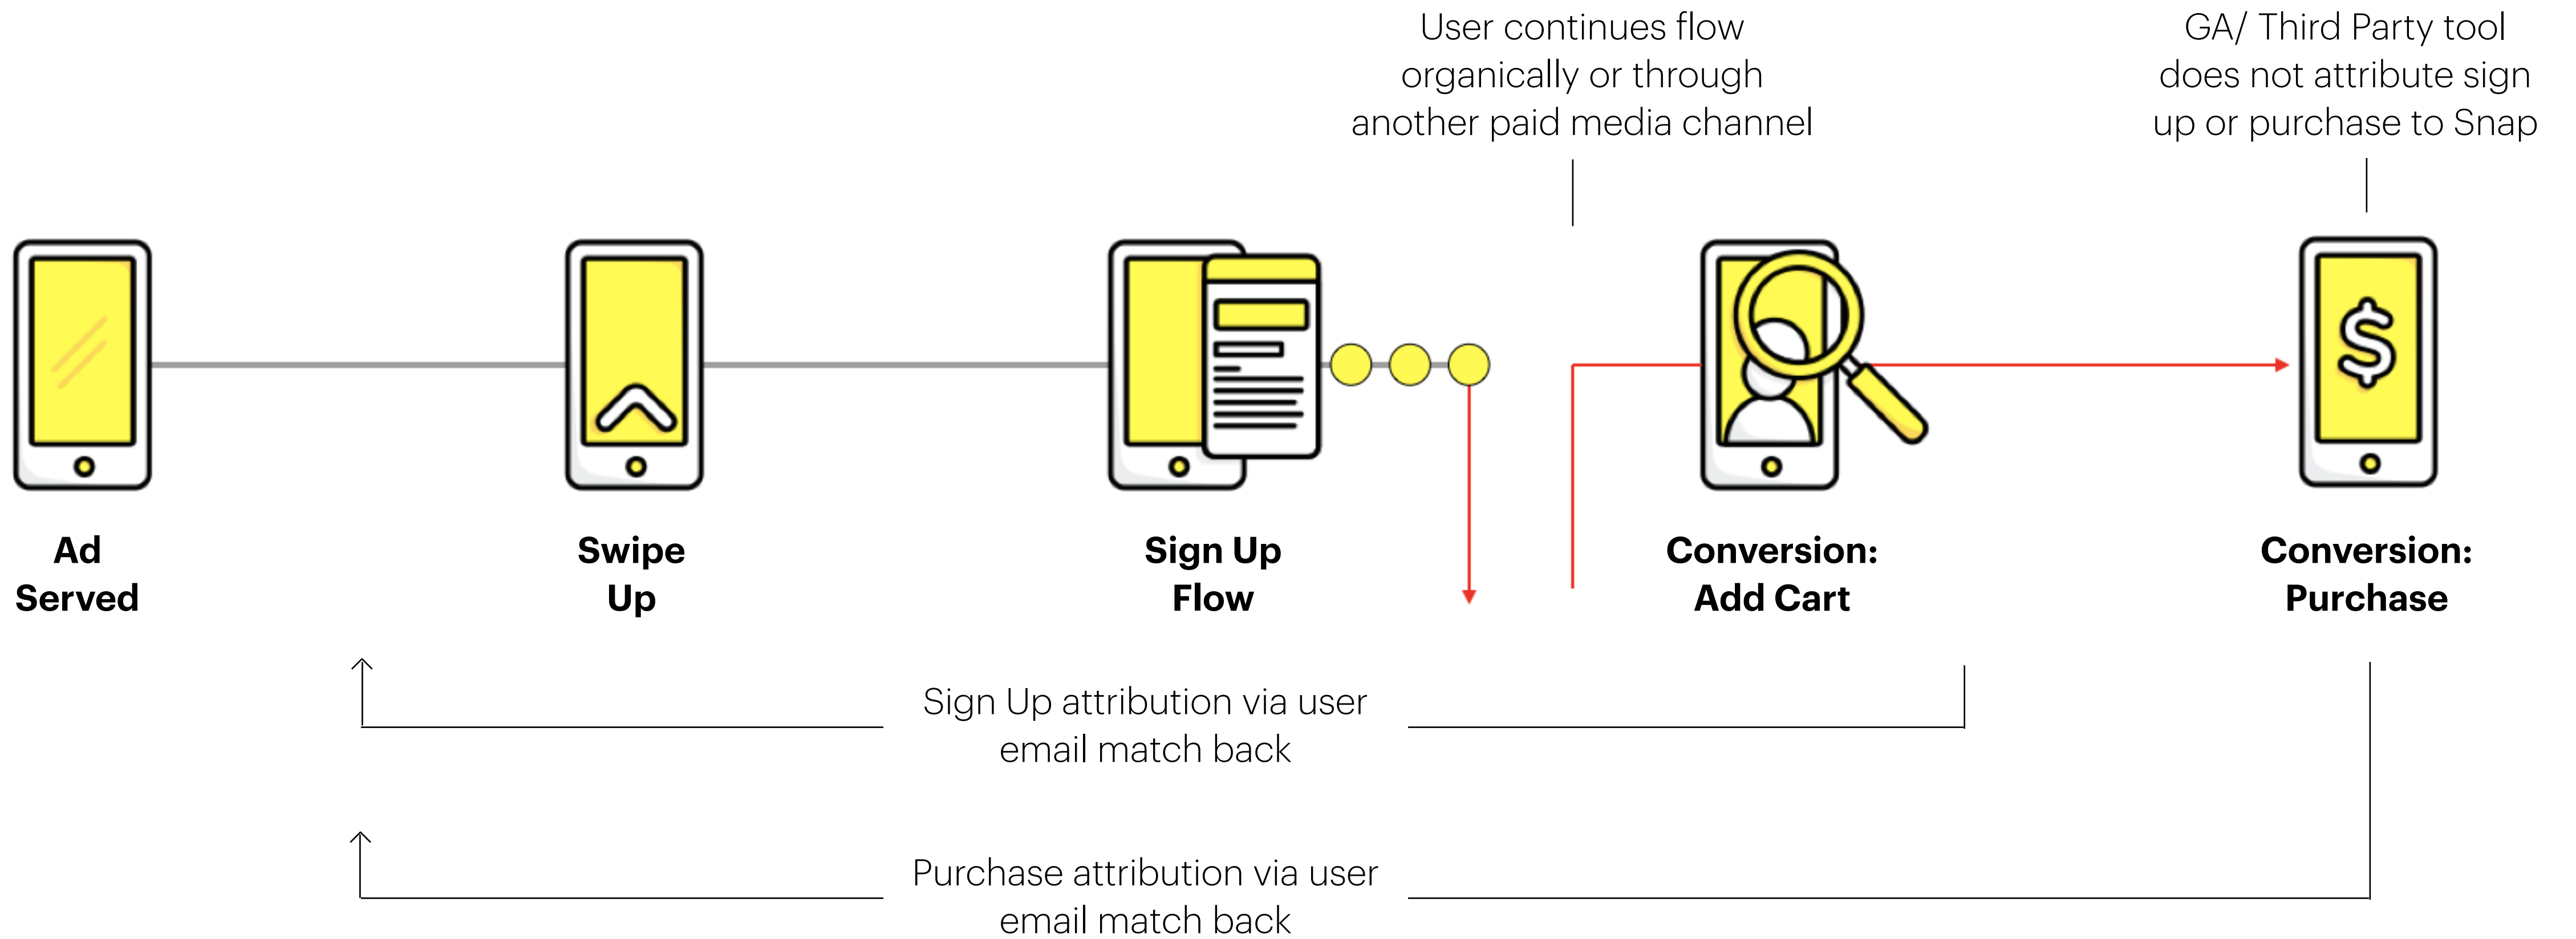 User continues flow
organically or through
another paid media channel
GA/ Third Party tool
does not attribute sign
up or purchase to Snap
Ad
Served
Swipe
Up
Sign Up
Flow
Conversion:
Add Cart
Conversion:
Purchase
Sign Up attribution via user
email match back
Purchase attribution via user
email match back